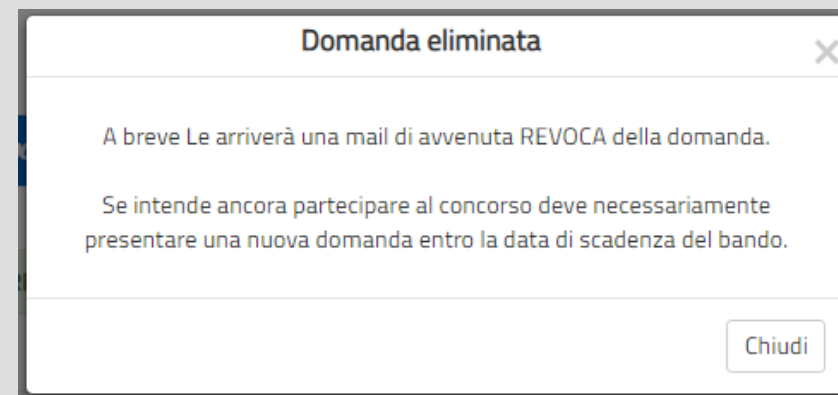 Domanda eliminata
A breve Le arriverà una mail di avvenuta REVOCA della domanda.
Se intende ancora partecipare al concorso deve necessariamente
presentare una nuova domanda entro la data di scadenza del bando.
Chiudi